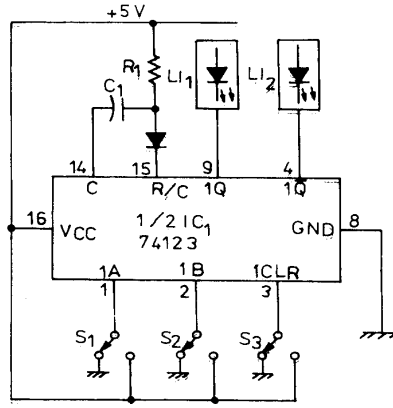 +5V
R1
LI1
LI2
C1
14
15
9
4
C
R/C
1Q
1Q
16
VCC
1/2 IC1
74123
GND
8
1A
1B
1CLR
1
2
3
S1
S2
S3